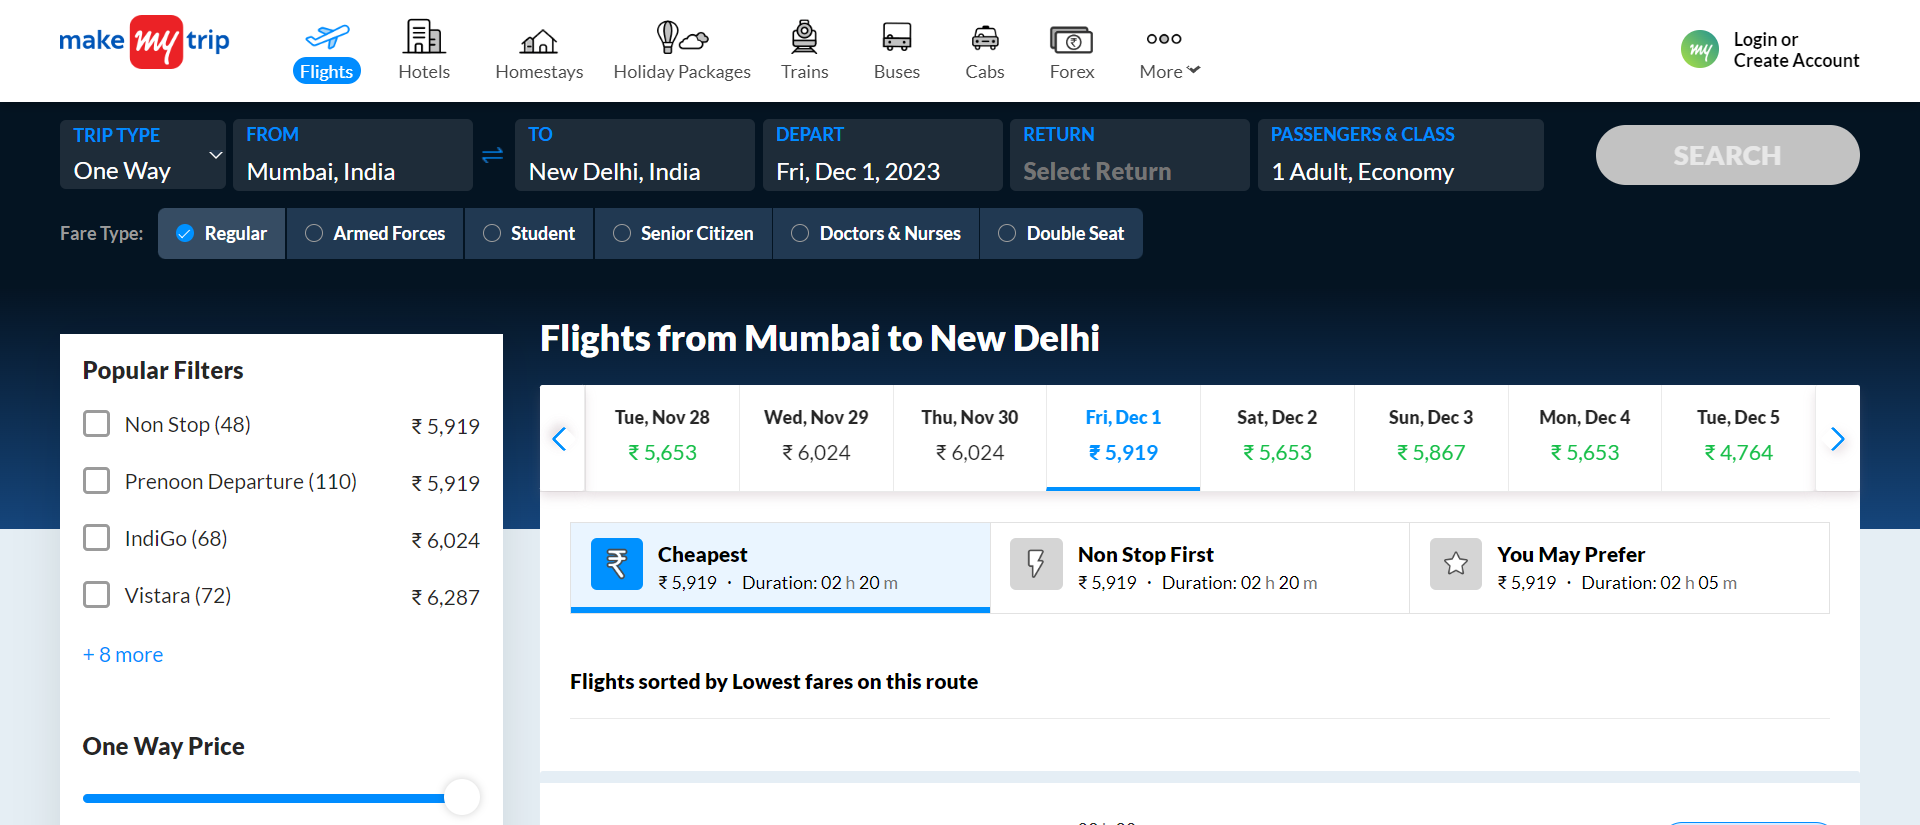 make my trip
Flights
Hotels
Homestays
Holiday Packages
Trains
Buses
Cabs
Forex
More
my
Login or
Create Account
TRIP TYPE
One Way
FROM
Mumbai, India
TO
New Delhi, India
DEPART
Fri, Dec 1, 2023
RETURN
Select Return
PASSENGERS & CLASS
1 Adult, Economy
SEARCH
Fare Type:
Regular
Armed Forces
Student
Senior Citizen
Doctors & Nurses
Double Seat
Popular Filters
Non Stop (48) ₹ 5,919
Prenoon Departure (110) ₹ 5,919
IndiGo (68) ₹ 6,024
Vistara (72) ₹ 6,287
+ 8 more
One Way Price
Flights from Mumbai to New Delhi
Tue, Nov 28
₹ 5,653
Wed, Nov 29
₹ 6,024
Thu, Nov 30
₹ 6,024
Fri, Dec 1
₹ 5,919
Sat, Dec 2
₹ 5,653
Sun, Dec 3
₹ 5,867
Mon, Dec 4
₹ 5,653
Tue, Dec 5
₹ 4,764
Cheapest
₹ 5,919 · Duration: 02 h 20 m
Non Stop First
₹ 5,919 · Duration: 02 h 20 m
You May Prefer
₹ 5,919 · Duration: 02 h 05 m
Flights sorted by Lowest fares on this route